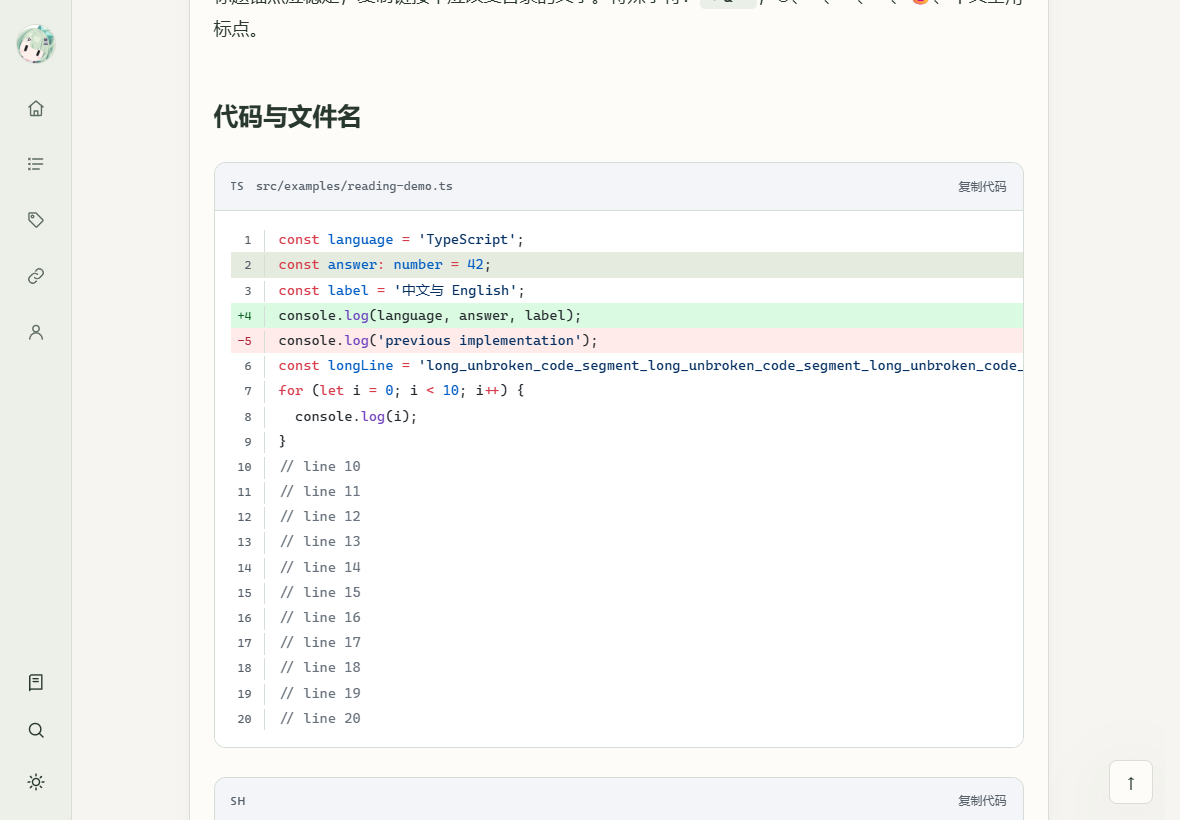 标点。
代码与文件名
TS src/examples/reading-demo.ts 复制代码
1 const language = 'TypeScript';
2 const answer: number = 42;
3 const label = '中文与 English';
+4 console.log(language, answer, label);
-5 console.log('previous implementation');
6 const longLine = 'long_unbroken_code_segment_long_unbroken_code_segment_long_unbroken_code_
7 for (let i = 0; i < 10; i++) {
8   console.log(i);
9 }
10 // line 10
11 // line 11
12 // line 12
13 // line 13
14 // line 14
15 // line 15
16 // line 16
17 // line 17
18 // line 18
19 // line 19
20 // line 20
SH 复制代码
↑